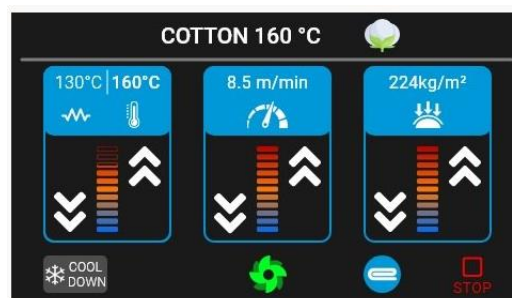 COTTON 160 °C
130°C 160°C
8.5 m/min
224kg/m²
COOL
DOWN
STOP